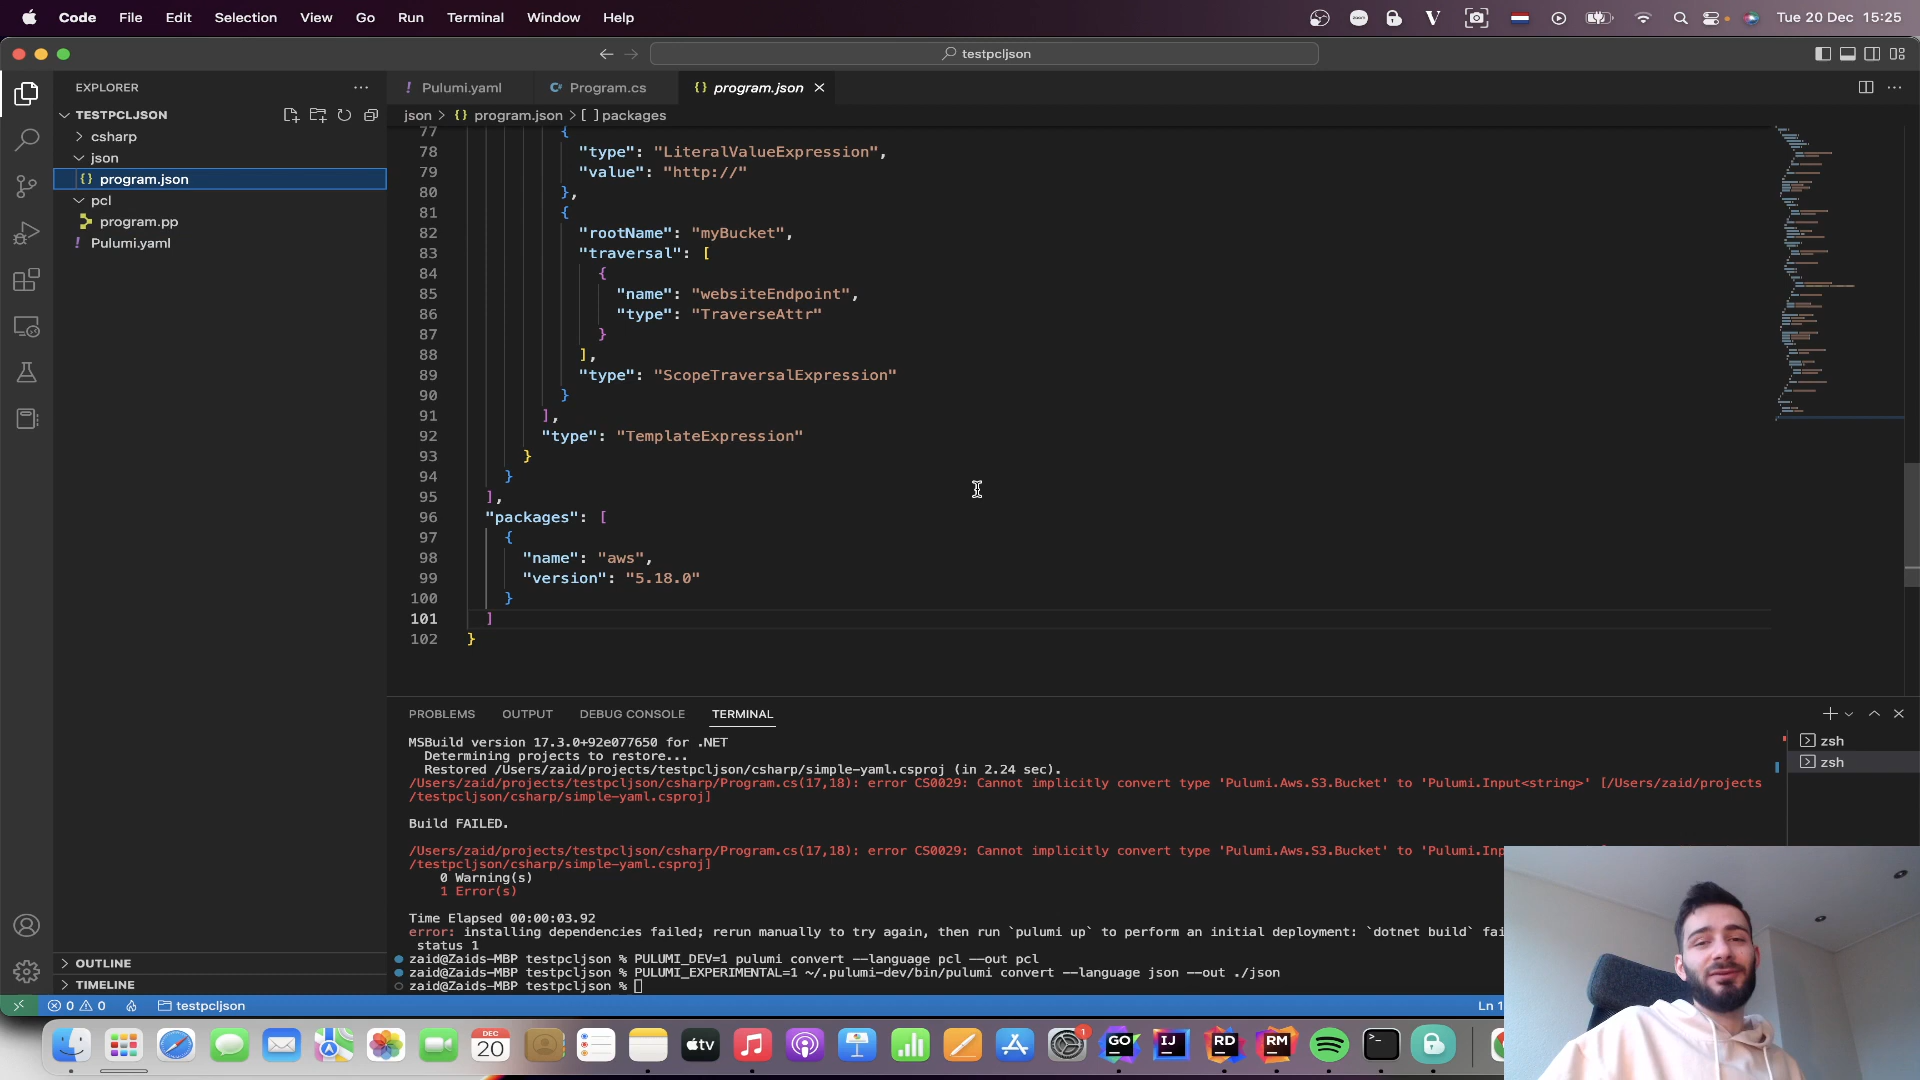 Code File Edit Selection View Go Run Terminal Window Help
zoom V Tue 20 Dec 15:25
testpcljson
EXPLORER
TESTPCLJSON
csharp
json
program.json
pcl
program.pp
Pulumi.yaml
OUTLINE
TIMELINE
Pulumi.yaml Program.cs program.json
json > {} program.json > [ ] packages
77 {
78 "type": "LiteralValueExpression",
79 "value": "http://"
80 },
81 {
82 "rootName": "myBucket",
83 "traversal": [
84 {
85 "name": "websiteEndpoint",
86 "type": "TraverseAttr"
87 }
88 ],
89 "type": "ScopeTraversalExpression"
90 }
91 ],
92 "type": "TemplateExpression"
93 }
94 }
95 ],
96 "packages": [
97 {
98 "name": "aws",
99 "version": "5.18.0"
100 }
101 ]
102 }
PROBLEMS OUTPUT DEBUG CONSOLE TERMINAL
zsh
zsh
MSBuild version 17.3.0+92e077650 for .NET
Determining projects to restore...
Restored /Users/zaid/projects/testpcljson/csharp/simple-yaml.csproj (in 2.24 sec).
/Users/zaid/projects/testpcljson/csharp/Program.cs(17,18): error CS0029: Cannot implicitly convert type 'Pulumi.Aws.S3.Bucket' to 'Pulumi.Input<string>' [/Users/zaid/projects
/testpcljson/csharp/simple-yaml.csproj]
Build FAILED.
/Users/zaid/projects/testpcljson/csharp/Program.cs(17,18): error CS0029: Cannot implicitly convert type 'Pulumi.Aws.S3.Bucket' to 'Pulumi.Inp
/testpcljson/csharp/simple-yaml.csproj]
0 Warning(s)
1 Error(s)
Time Elapsed 00:00:03.92
error: installing dependencies failed; rerun manually to try again, then run `pulumi up` to perform an initial deployment: `dotnet build` fai
status 1
zaid@Zaids-MBP testpcljson % PULUMI_DEV=1 pulumi convert --language pcl --out pcl
zaid@Zaids-MBP testpcljson % PULUMI_EXPERIMENTAL=1 ~/.pulumi-dev/bin/pulumi convert --language json --out ./json
zaid@Zaids-MBP testpcljson %
0 0 testpcljson Ln 1
DEC
20 tv 1 GO IJ RD RM